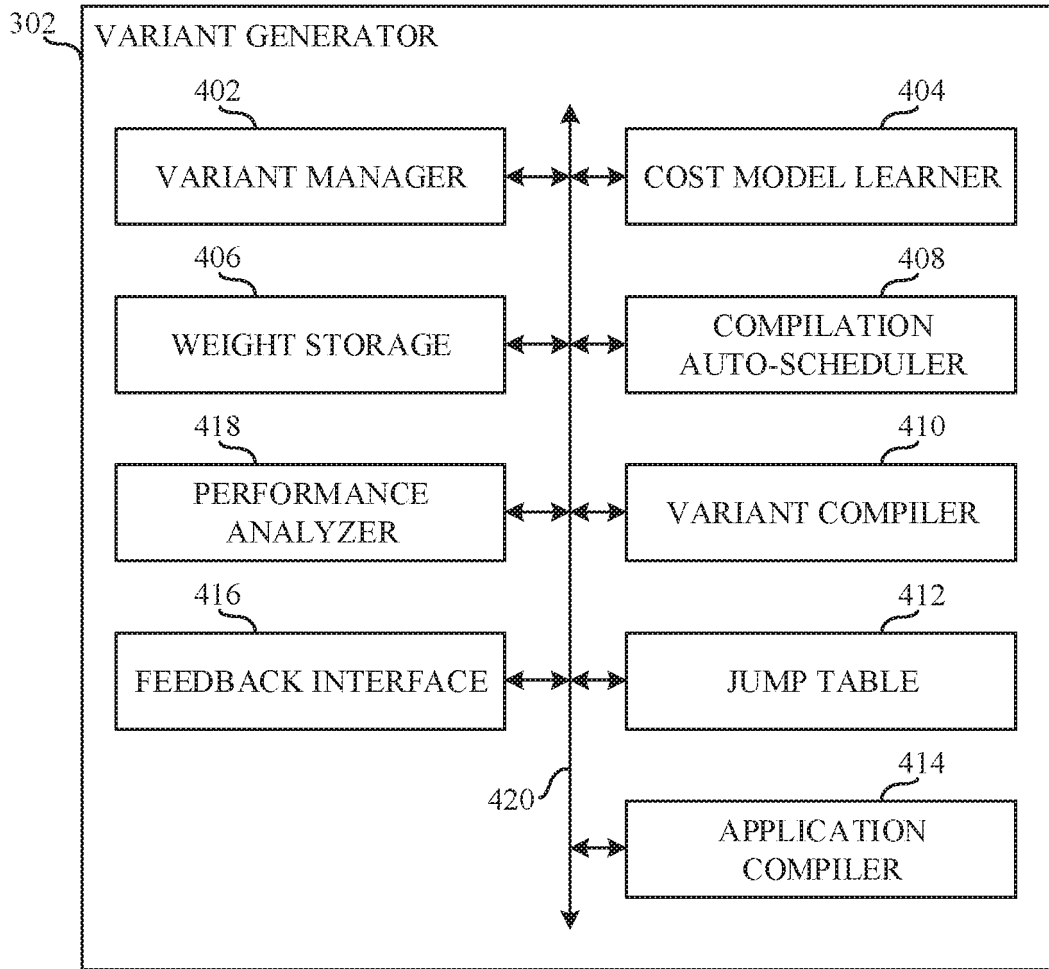 302
VARIANT GENERATOR
402
VARIANT MANAGER
404
COST MODEL LEARNER
406
WEIGHT STORAGE
408
COMPILATION
AUTO-SCHEDULER
418
PERFORMANCE
ANALYZER
410
VARIANT COMPILER
416
FEEDBACK INTERFACE
412
JUMP TABLE
420
414
APPLICATION
COMPILER